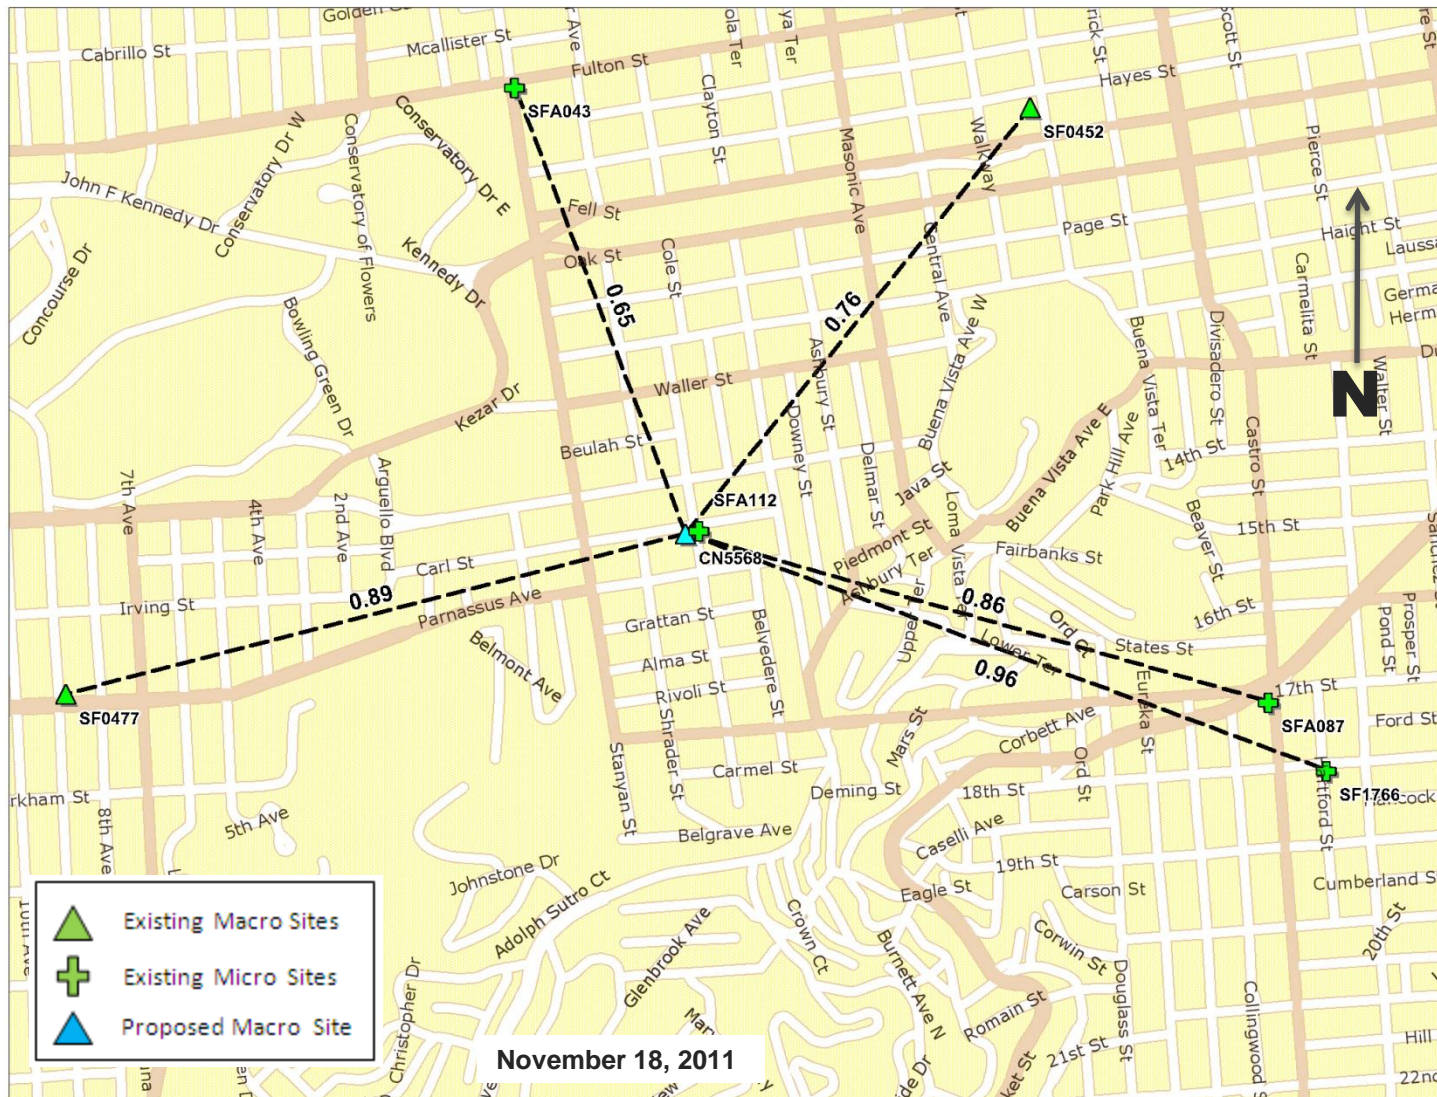 Cabrillo St
Mcallister St
Fulton St
Hayes St
Clayton St
Conservatory Dr W
Conservatory of Flowers
Conservatory Dr E
SFA043
SF0452
Walkway
Masonic Ave
Pierce St
John F Kennedy Dr
Kennedy Dr
Fell St
Oak St
Cole St
Page St
Haight St
Carmelita St
Concourse Dr
Bowling Green Dr
0.65
0.76
Central Ave
Buena Vista Ave W
Buena Vista Ter
Divisadero St
N
Walter St
Waller St
Ashbury St
Downey St
Kezar Dr
Beulah St
Delmar St
Java St
Buena Vista Ave E
Park Hill Ave
14th St
Castro St
Beaver St
15th St
7th Ave
4th Ave
2nd Ave
Arguello Blvd
SFA112
CN5568
Piedmont St
Ashbury Ter
Loma Vista Ter
Fairbanks St
Carl St
Irving St
0.89
Parnassus Ave
Belmont Ave
Grattan St
Alma St
Rivoli St
Belvedere St
Shrader St
Stanyan St
Upper Ter
0.86
0.96
Lower Ter
Ord Ct
States St
16th St
Pond St
Prosper St
17th St
SFA087
Ford St
SF0477
Carmel St
Mars St
Corbett Ave
Eureka St
Ord St
Deming St
18th St
SF1766
8th Ave
5th Ave
Belgrave Ave
Caselli Ave
19th St
Johnstone Dr
Adolph Sutro Ct
Eagle St
Carson St
Cumberland S
Crown Ct
Glenbrook Ave
Burnett Ave N
Corwin St
20th St
Douglass St
Collingwood S
Christopher Dr
Romain St
21st St
Hill
22n
Existing Macro Sites
Existing Micro Sites
Proposed Macro Site
November 18, 2011